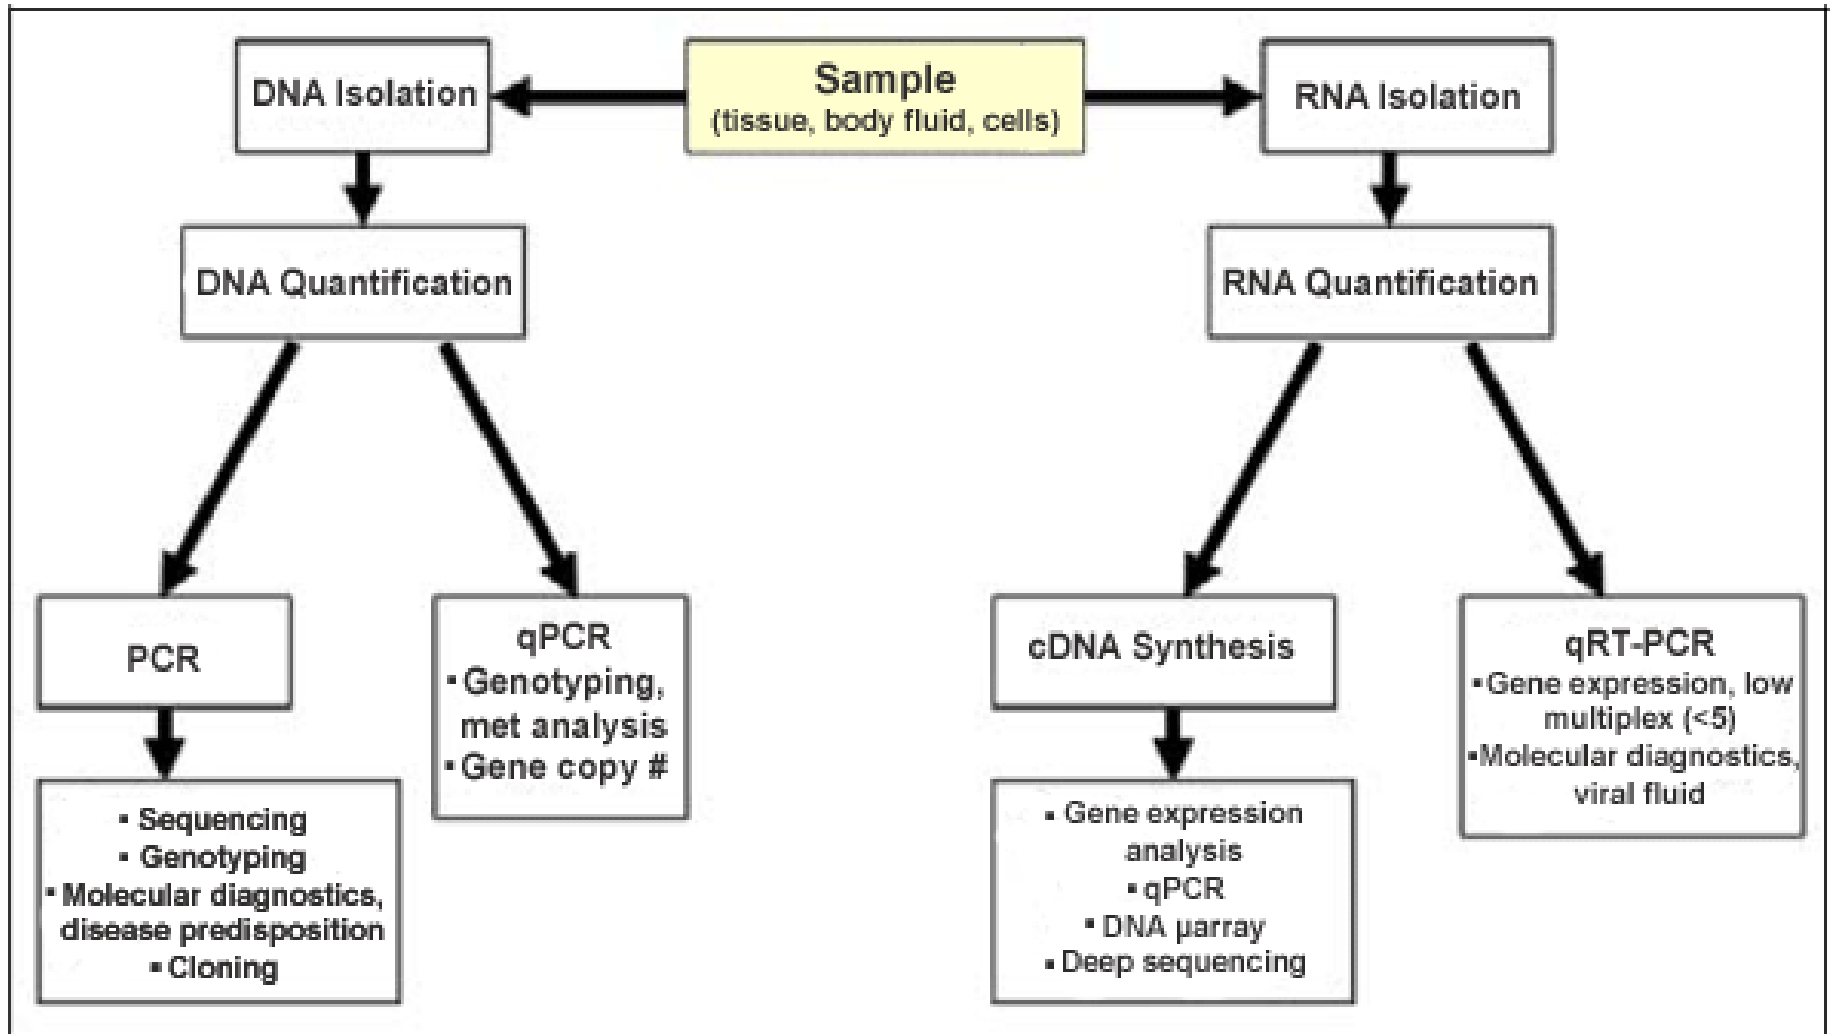 DNA Isolation
Sample
(tissue, body fluid, cells)
RNA Isolation
DNA Quantification
RNA Quantification
PCR
qPCR
▪ Genotyping,
met analysis
▪ Gene copy #
cDNA Synthesis
qRT-PCR
▪ Gene expression, low
multiplex (<5)
▪ Molecular diagnostics,
viral fluid
▪ Sequencing
▪ Genotyping
▪ Molecular diagnostics,
disease predisposition
▪ Cloning
▪ Gene expression
analysis
▪ qPCR
▪ DNA µarray
▪ Deep sequencing